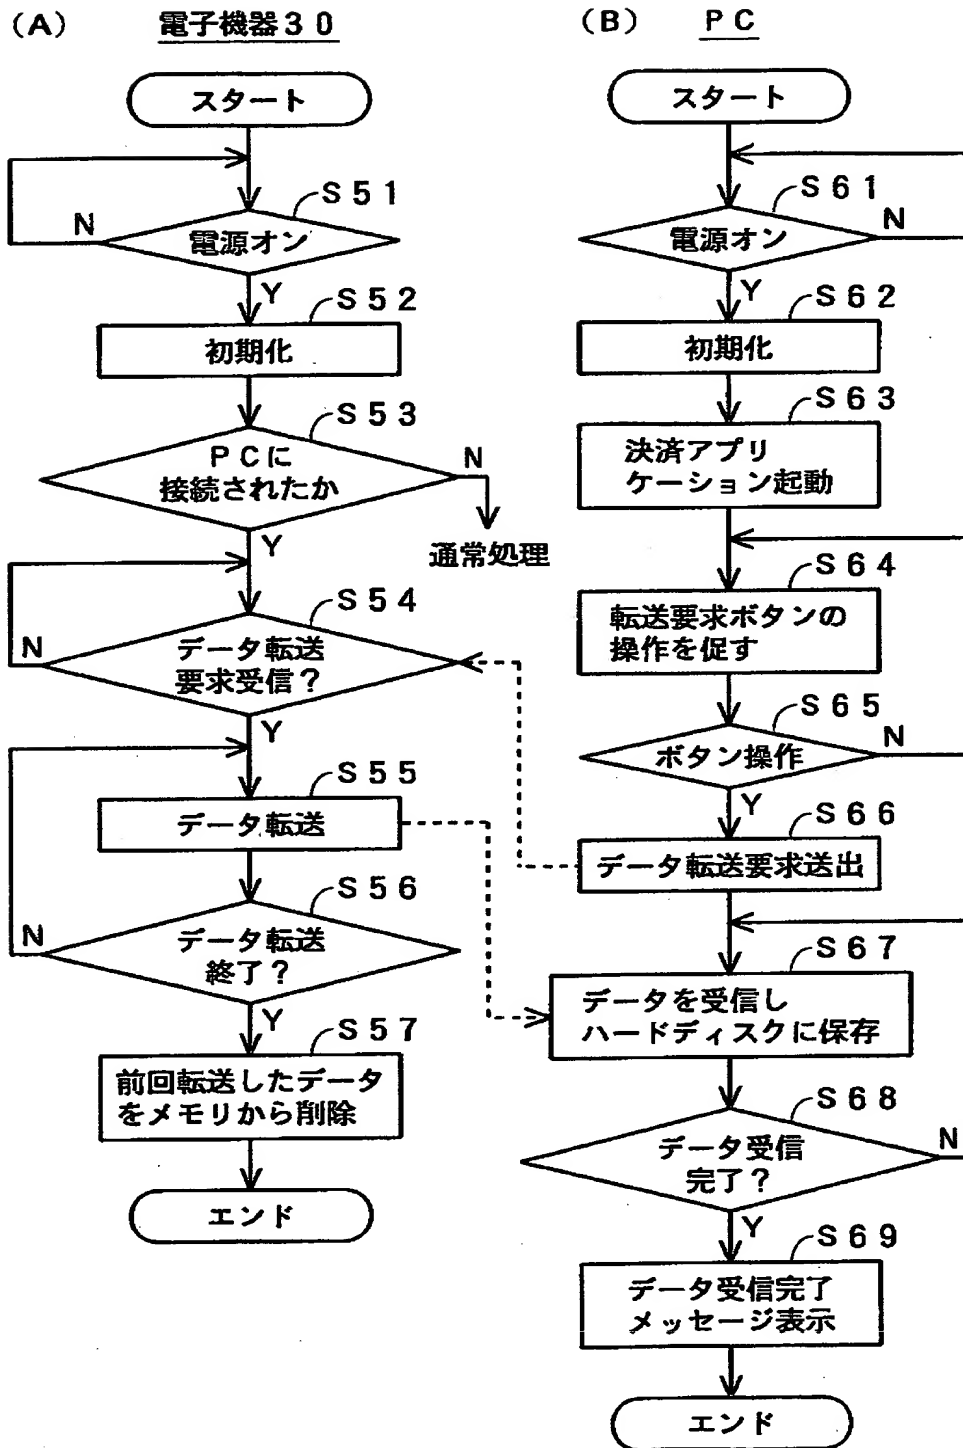 （A）　電子機器３０
スタート
S５１
N
電源オン
Y
S５２
初期化
S５３
PCに
接続されたか
N
Y
通常処理
S５４
N
データ転送
要求受信？
Y
S５５
データ転送
S５６
N
データ転送
終了？
Y
S５７
前回転送したデータ
をメモリから削除
エンド
（B）　PC
スタート
S６１
N
電源オン
Y
S６２
初期化
S６３
決済アプリ
ケーション起動
S６４
転送要求ボタンの
操作を促す
S６５
N
ボタン操作
Y
S６６
データ転送要求送出
S６７
データを受信し
ハードディスクに保存
S６８
N
データ受信
完了？
Y
S６９
データ受信完了
メッセージ表示
エンド